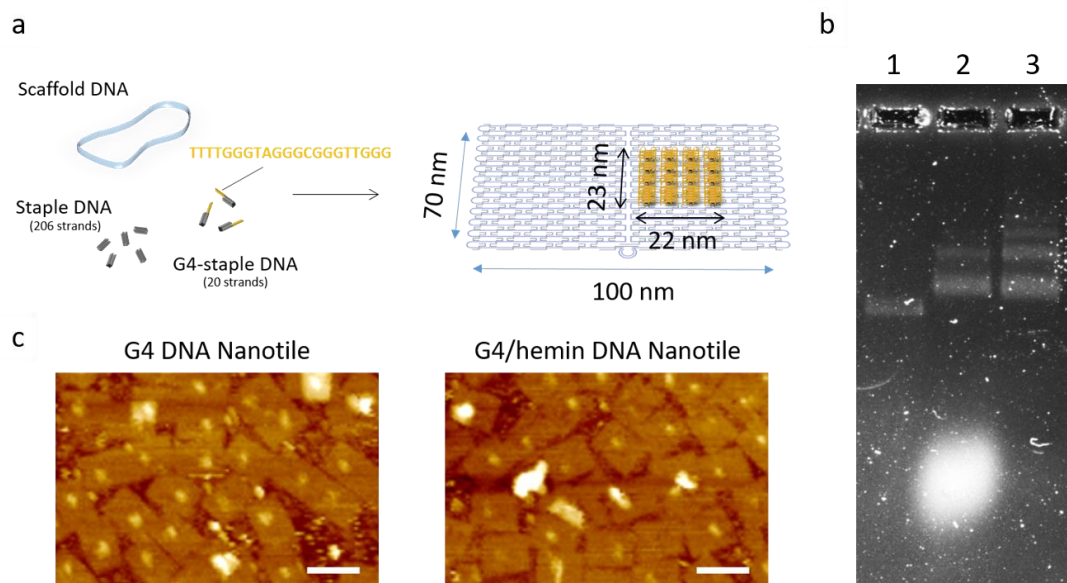 a
Scaffold DNA
TTTTGGGTAGGGCGGGTTGGG
Staple DNA
(206 strands)
G4-staple DNA
(20 strands)
70 nm
23 nm
22 nm
100 nm
b
1 2 3
c
G4 DNA Nanotile
G4/hemin DNA Nanotile